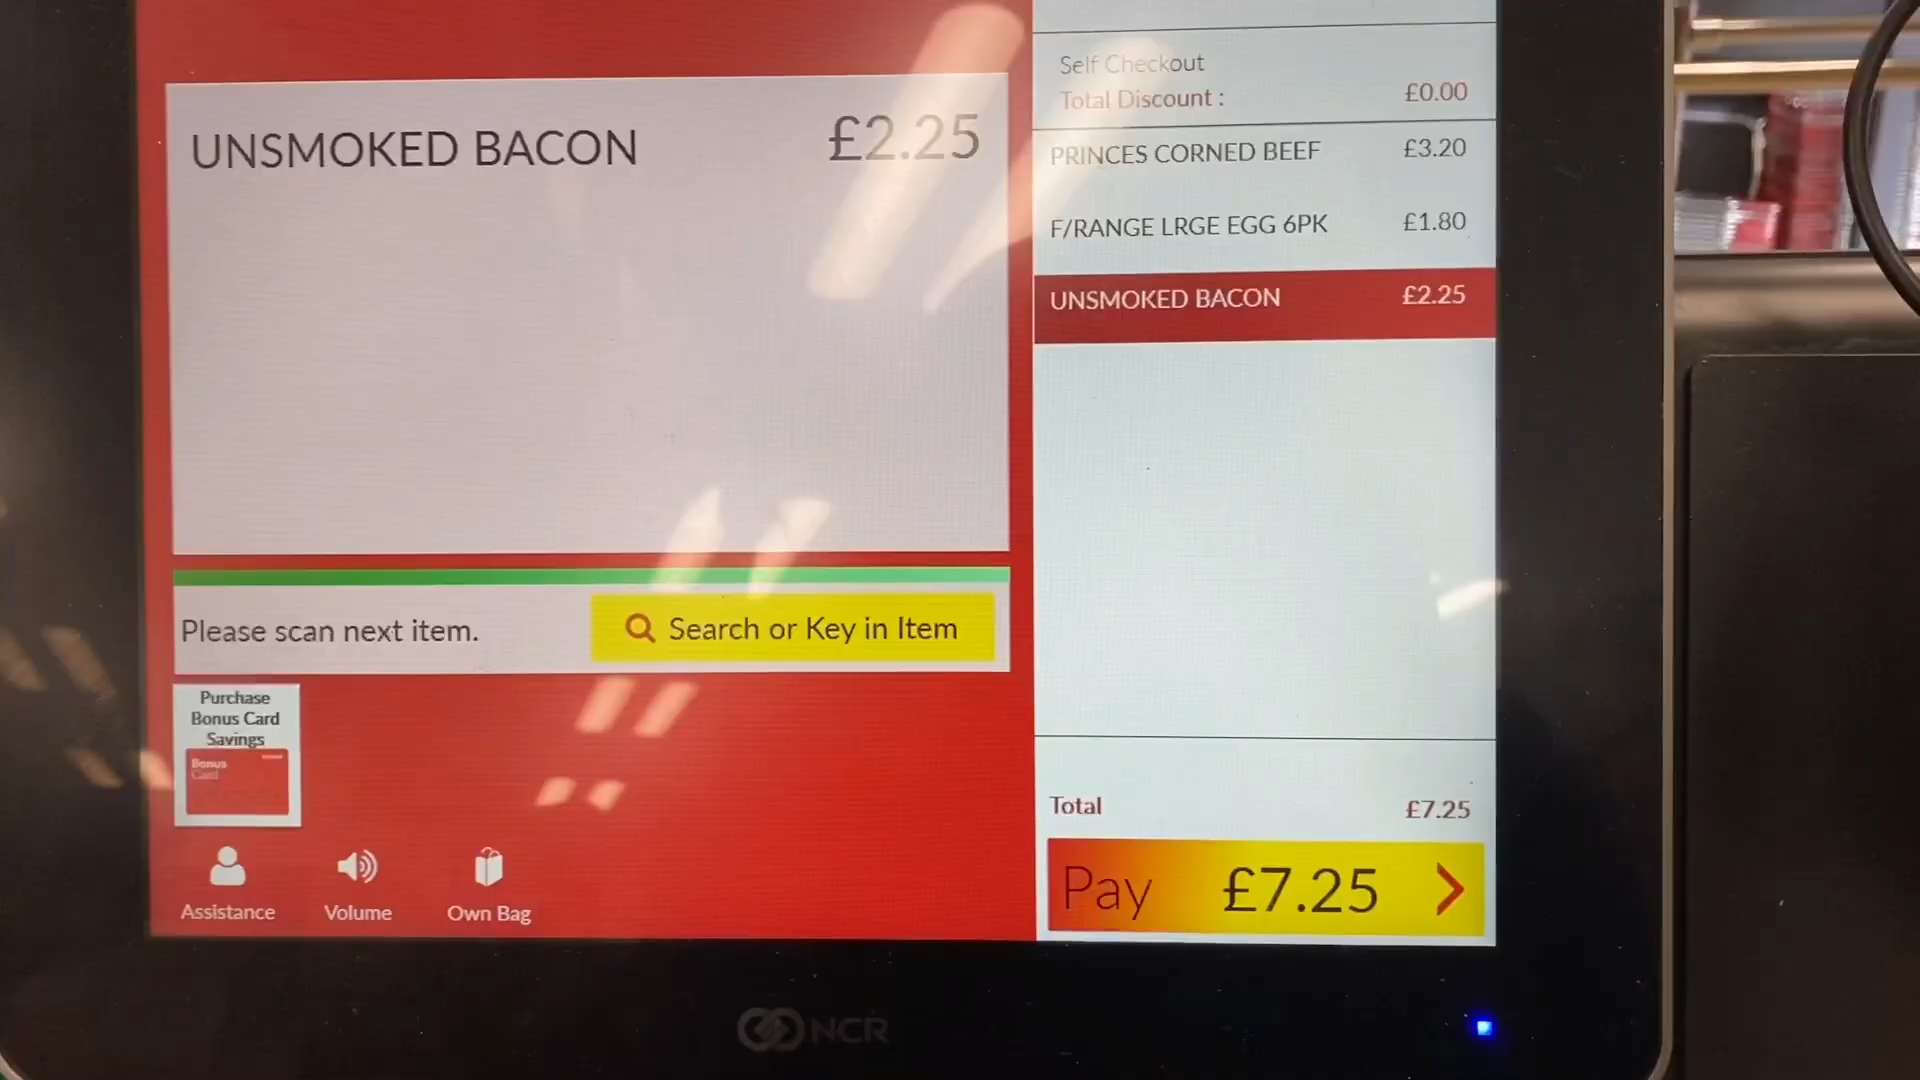 UNSMOKED BACON £2.25
Please scan next item.
Search or Key in Item
Purchase
Bonus Card
Savings
Bonus
Card
Assistance
Volume
Own Bag
Self Checkout
Total Discount : £0.00
PRINCES CORNED BEEF £3.20
F/RANGE LRGE EGG 6PK £1.80
UNSMOKED BACON £2.25
Total £7.25
Pay £7.25
NCR